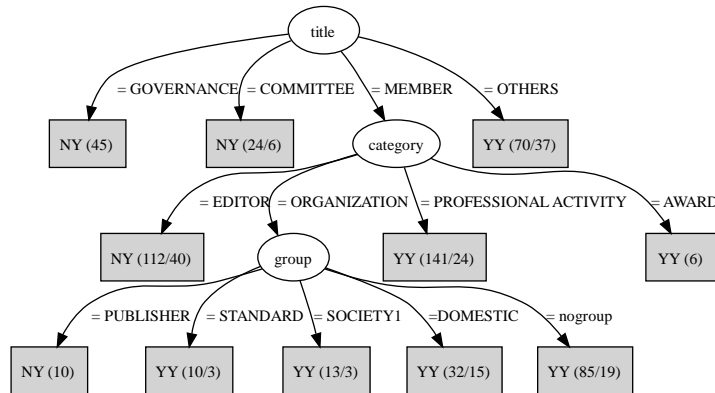 title
= GOVERNANCE = COMMITTEE = MEMBER = OTHERS
NY (45) NY (24/6) category YY (70/37)
= EDITOR = ORGANIZATION = PROFESSIONAL ACTIVITY = AWARD
NY (112/40) group YY (141/24) YY (6)
= PUBLISHER = STANDARD = SOCIETY1 =DOMESTIC = nogroup
NY (10) YY (10/3) YY (13/3) YY (32/15) YY (85/19)